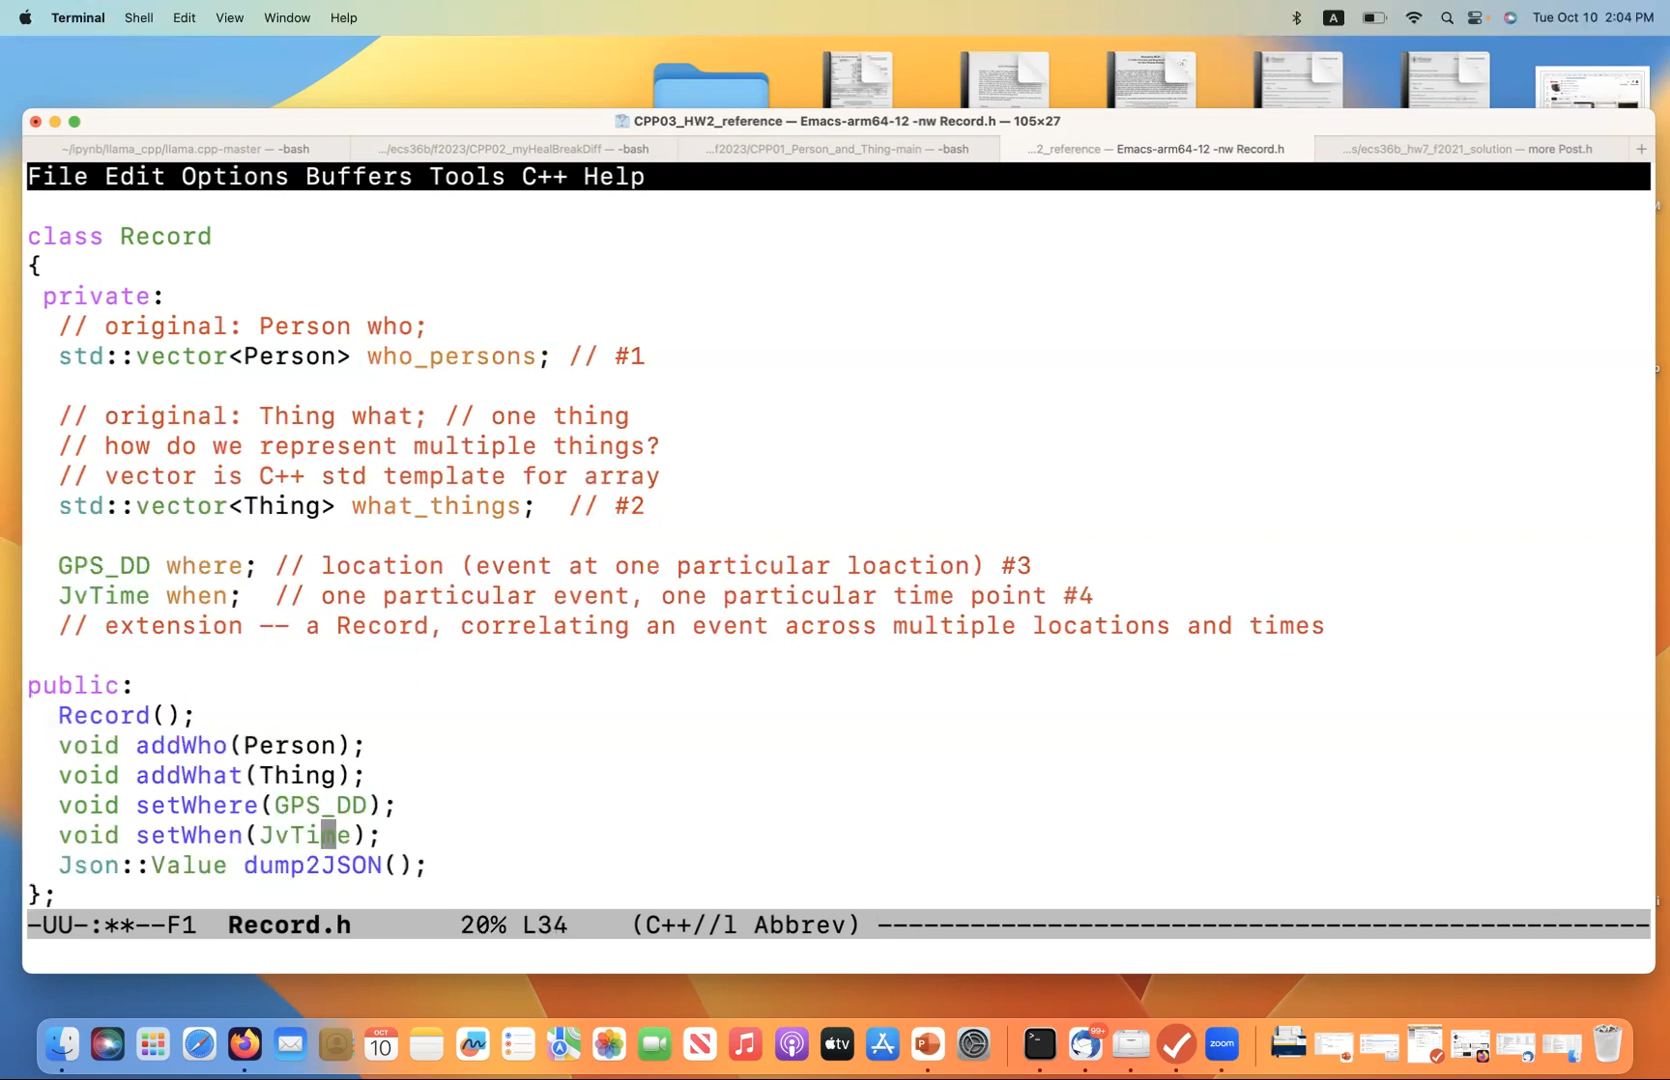 Terminal Shell Edit View Window Help
A
Tue Oct 10 2:04 PM
CPP03_HW2_reference — Emacs-arm64-12 -nw Record.h — 105×27
~/ipynb/llama_cpp/llama.cpp-master — -bash
.../ecs36b/f2023/CPP02_myHealBreakDiff — -bash
...f2023/CPP01_Person_and_Thing-main — -bash
...2_reference — Emacs-arm64-12 -nw Record.h
...s/ecs36b_hw7_f2021_solution — more Post.h
+
File Edit Options Buffers Tools C++ Help
class Record
{
private:
// original: Person who;
std::vector<Person> who_persons; // #1
// original: Thing what; // one thing
// how do we represent multiple things?
// vector is C++ std template for array
std::vector<Thing> what_things; // #2
GPS_DD where; // location (event at one particular loaction) #3
JvTime when; // one particular event, one particular time point #4
// extension -- a Record, correlating an event across multiple locations and times
public:
Record();
void addWho(Person);
void addWhat(Thing);
void setWhere(GPS_DD);
void setWhen(JvTime);
Json::Value dump2JSON();
};
-UU-:**--F1 Record.h 20% L34 (C++//l Abbrev) --------------------------------------------------
OCT
10
tv
99+
zoom